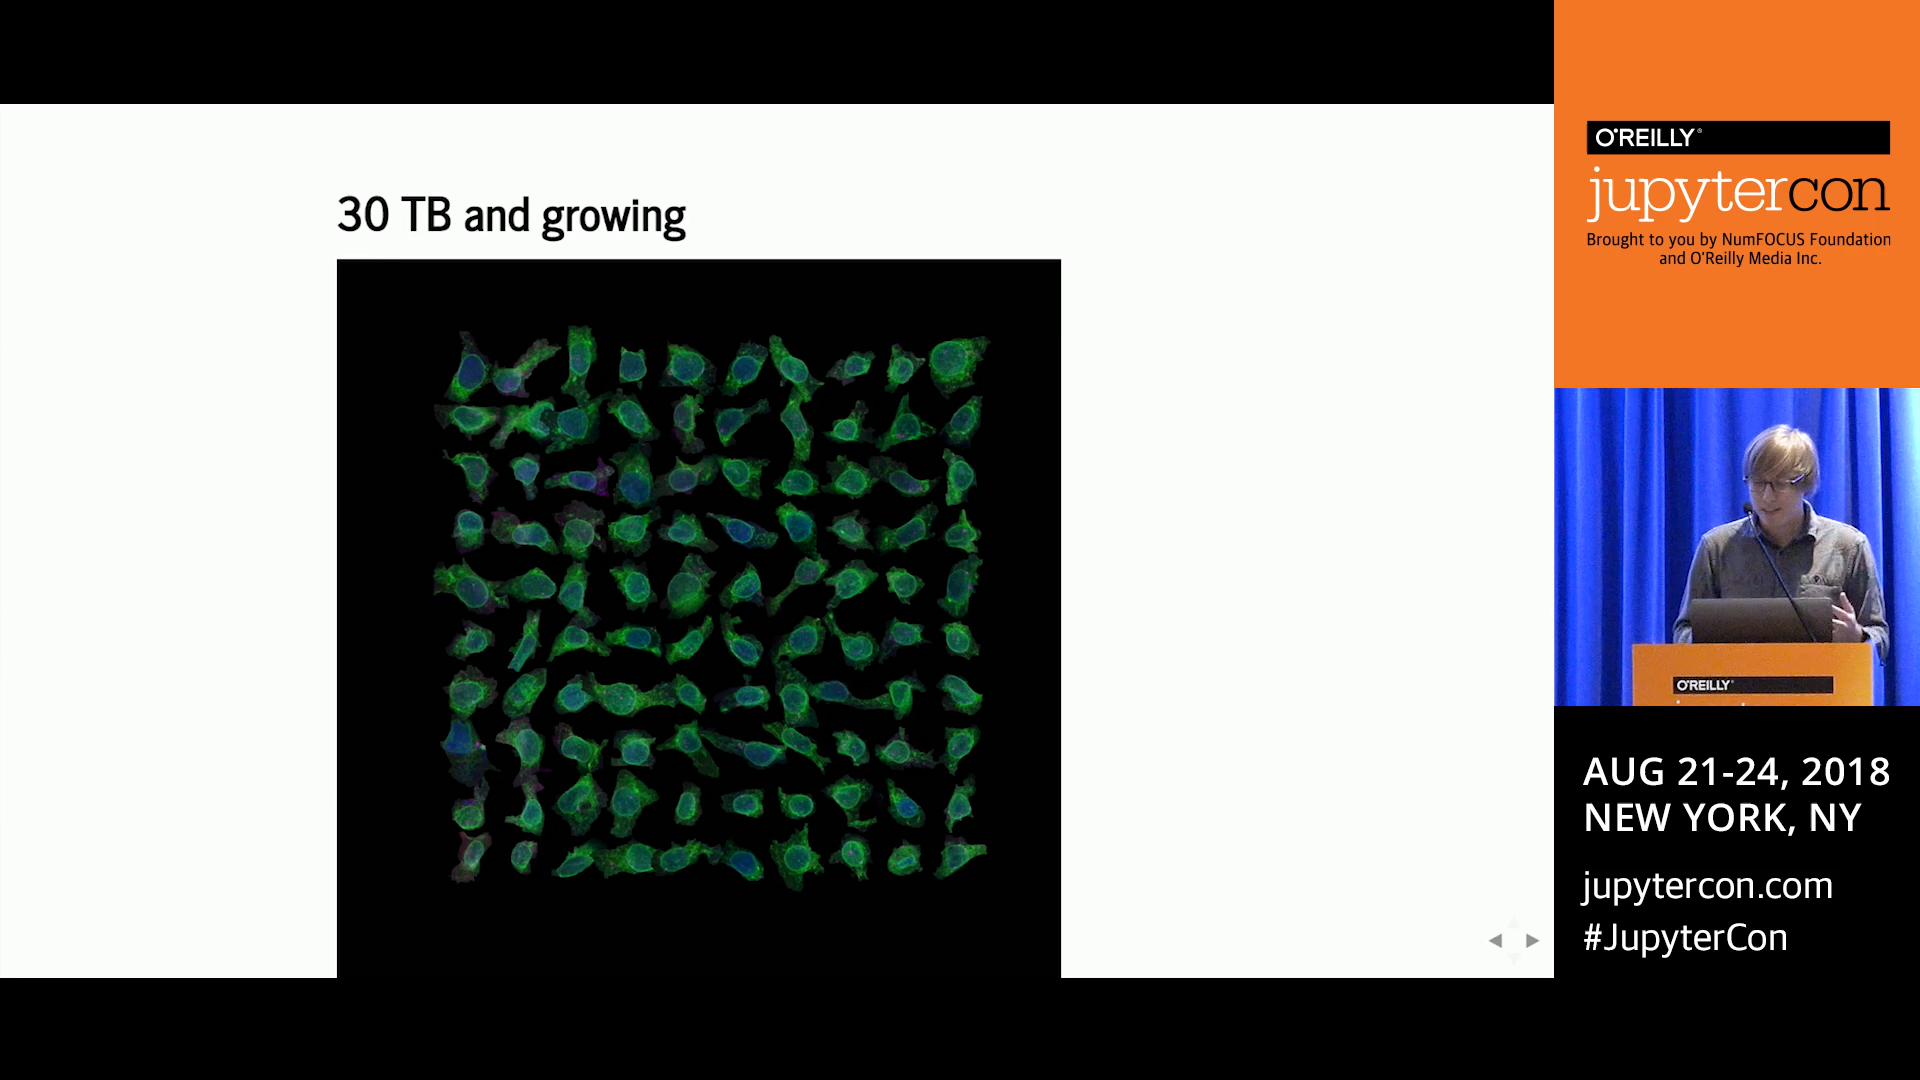 30 TB and growing
O'REILLY®
jupytercon
Brought to you by NumFOCUS Foundation
and O'Reilly Media Inc.
O'REILLY®
AUG 21-24, 2018
NEW YORK, NY
jupytercon.com
#JupyterCon